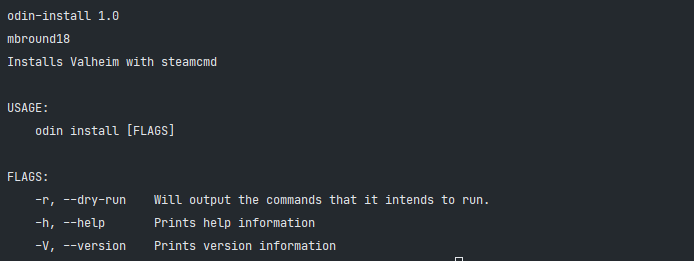 odin-install 1.0
mbround18
Installs Valheim with steamcmd

USAGE:
    odin install [FLAGS]

FLAGS:
    -r, --dry-run    Will output the commands that it intends to run.
    -h, --help       Prints help information
    -V, --version    Prints version information